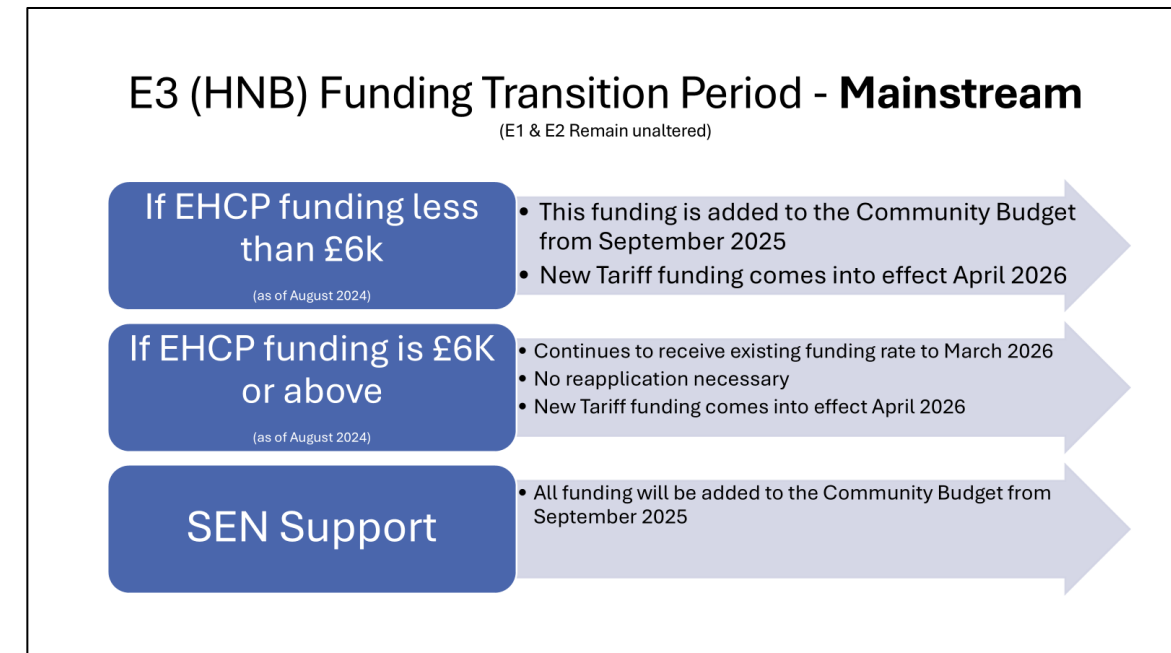 E3 (HNB) Funding Transition Period - Mainstream
(E1 & E2 Remain unaltered)
If EHCP funding less
than £6k
(as of August 2024)
• This funding is added to the Community Budget
from September 2025
• New Tariff funding comes into effect April 2026
If EHCP funding is £6K
or above
(as of August 2024)
• Continues to receive existing funding rate to March 2026
• No reapplication necessary
• New Tariff funding comes into effect April 2026
SEN Support
• All funding will be added to the Community Budget from
September 2025